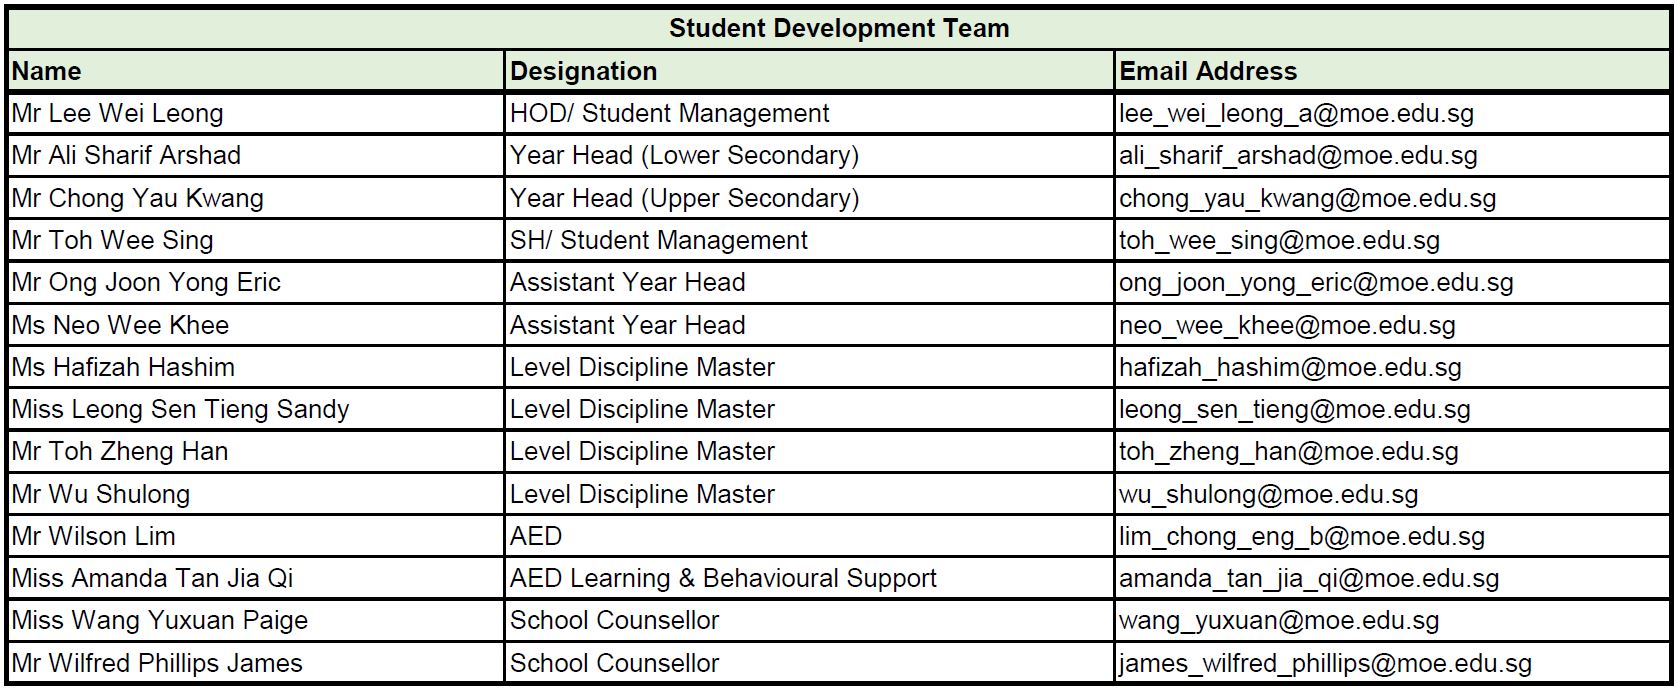 Student Development Team
Name Designation Email Address
Mr Lee Wei Leong HOD/ Student Management lee_wei_leong_a@moe.edu.sg
Mr Ali Sharif Arshad Year Head (Lower Secondary) ali_sharif_arshad@moe.edu.sg
Mr Chong Yau Kwang Year Head (Upper Secondary) chong_yau_kwang@moe.edu.sg
Mr Toh Wee Sing SH/ Student Management toh_wee_sing@moe.edu.sg
Mr Ong Joon Yong Eric Assistant Year Head ong_joon_yong_eric@moe.edu.sg
Ms Neo Wee Khee Assistant Year Head neo_wee_khee@moe.edu.sg
Ms Hafizah Hashim Level Discipline Master hafizah_hashim@moe.edu.sg
Miss Leong Sen Tieng Sandy Level Discipline Master leong_sen_tieng@moe.edu.sg
Mr Toh Zheng Han Level Discipline Master toh_zheng_han@moe.edu.sg
Mr Wu Shulong Level Discipline Master wu_shulong@moe.edu.sg
Mr Wilson Lim AED lim_chong_eng_b@moe.edu.sg
Miss Amanda Tan Jia Qi AED Learning & Behavioural Support amanda_tan_jia_qi@moe.edu.sg
Miss Wang Yuxuan Paige School Counsellor wang_yuxuan@moe.edu.sg
Mr Wilfred Phillips James School Counsellor james_wilfred_phillips@moe.edu.sg